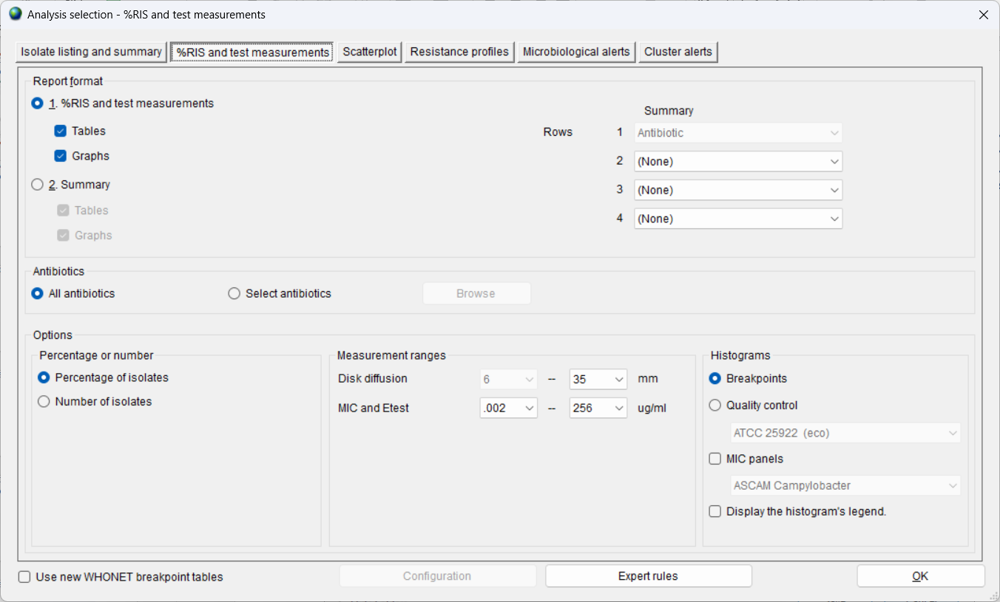 Analysis selection - %RIS and test measurements
Isolate listing and summary %RIS and test measurements Scatterplot Resistance profiles Microbiological alerts Cluster alerts
Report format
1. %RIS and test measurements
Tables
Graphs
2. Summary
Tables
Graphs
Summary
Rows 1 Antibiotic
2 (None)
3 (None)
4 (None)
Antibiotics
All antibiotics Select antibiotics Browse
Options
Percentage or number
Percentage of isolates
Number of isolates
Measurement ranges
Disk diffusion 6 -- 35 mm
MIC and Etest .002 -- 256 ug/ml
Histograms
Breakpoints
Quality control
ATCC 25922 (eco)
MIC panels
ASCAM Campylobacter
Display the histogram's legend.
Use new WHONET breakpoint tables Configuration Expert rules OK